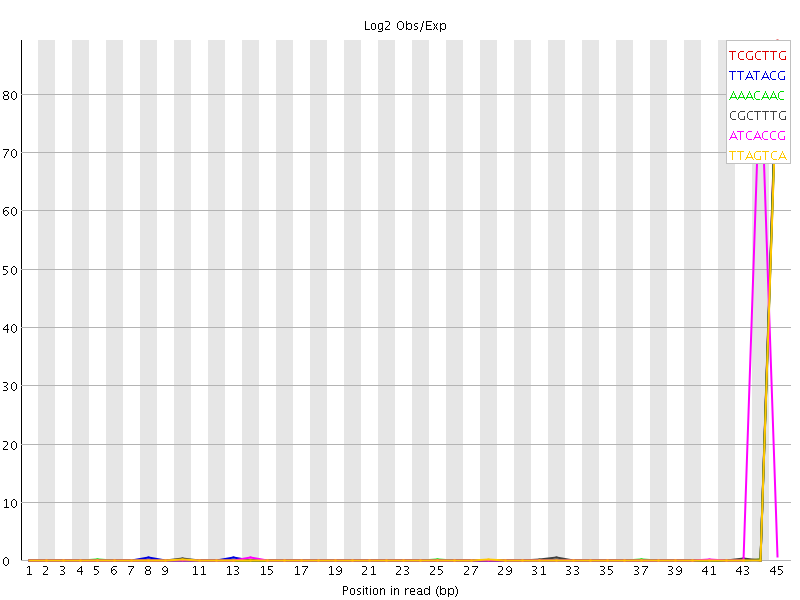 Log2 Obs/Exp
TCGCTTG
TTATACG
AAACAAC
CGCTTTG
ATCACCG
TTAGTCA
80
70
60
50
40
30
20
10
0
1 2 3 4 5 6 7 8 9 11 13 15 17 19 21 23 25 27 29 31 33 35 37 39 41 43 45
Position in read (bp)